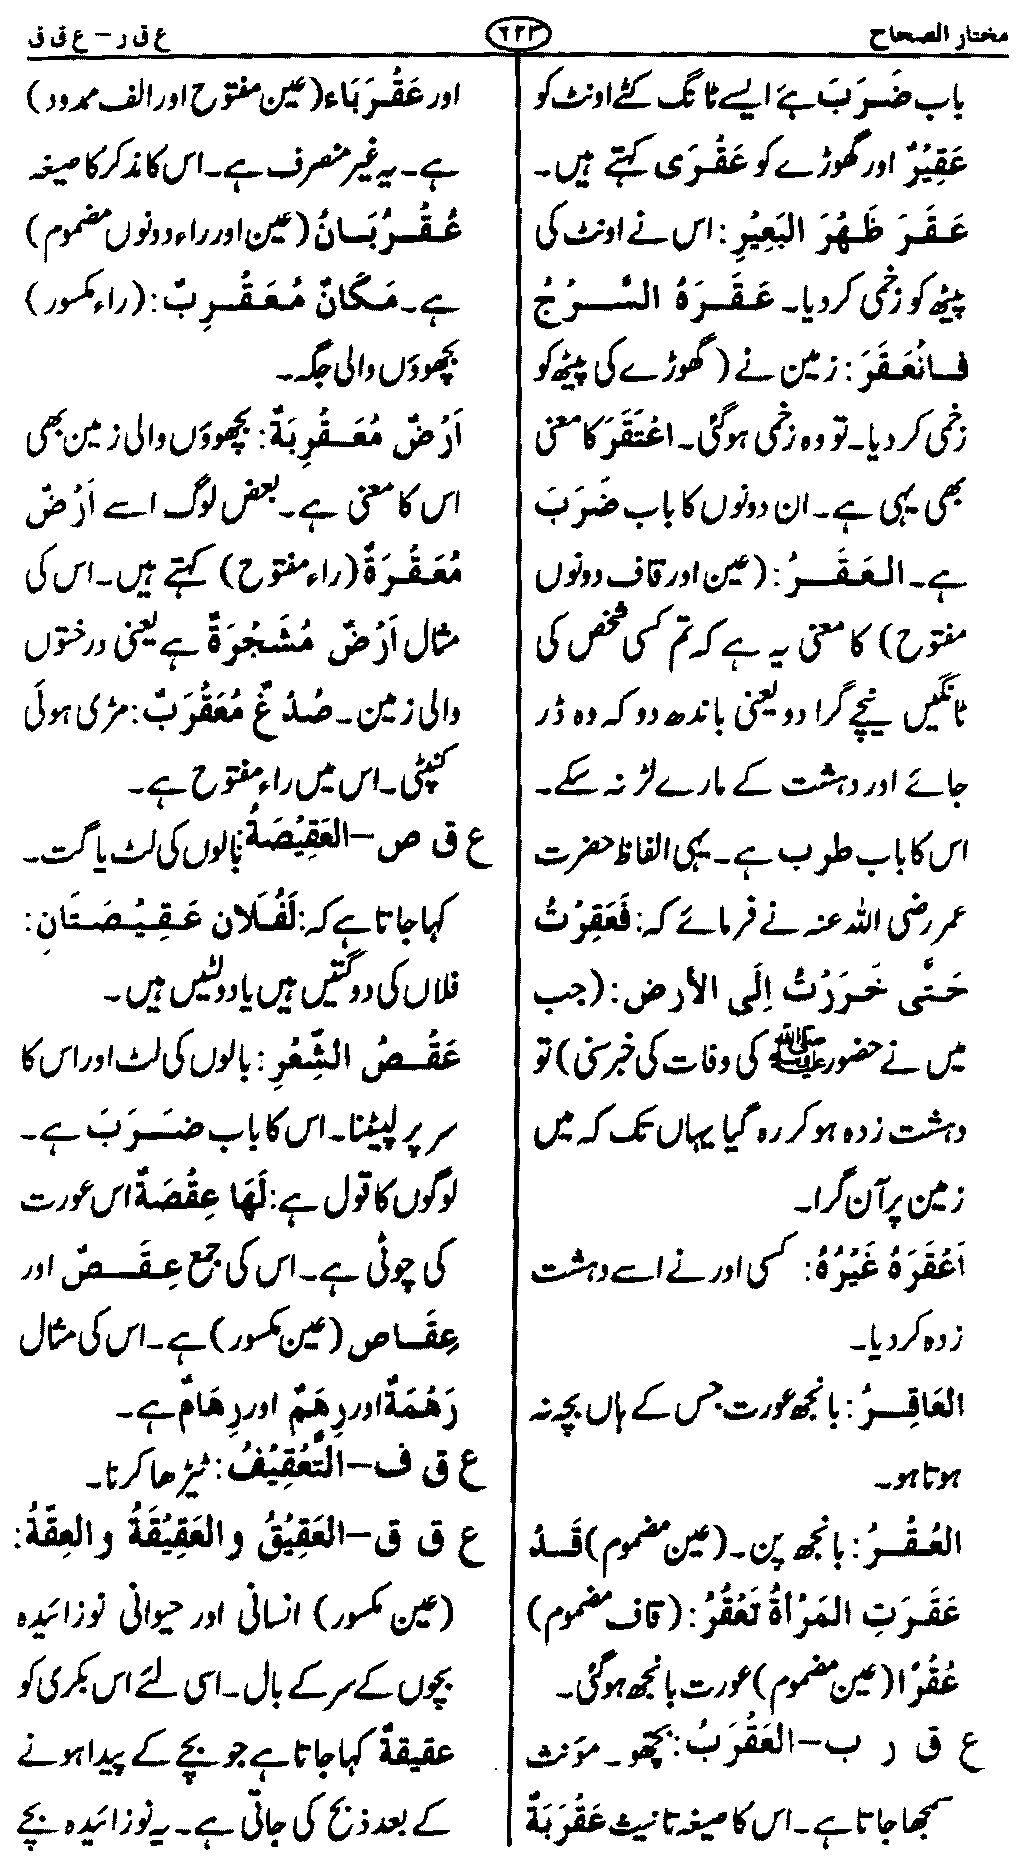 مختار الصحاح
۶۲۳
ع ق ر – ع ق ق
باب ضَرَبَ ہے ایسے ٹانگ کٹے اونٹ کو
عَقِیْرٌ اور گھوڑے کو عَقْرَی کہتے ہیں۔
عَقَرَ ظَهْرَ البَعِیْرِ: اس نے اونٹ کی
پیٹھ کو زخمی کر دیا۔ عَقَرَهُ السَّرْجُ
فَانْعَقَرَ: زمین نے (گھوڑے کی پیٹھ کو
زخمی کر دیا۔ تو وہ زخمی ہوگئی۔ اعْتَقَرَ کا معنی
بھی یہی ہے۔ ان دونوں کا باب ضَرَبَ
ہے۔ العَقَرُ: (عین اور قاف دونوں
مفتوح) کا معنی یہ ہے کہ تم کسی شخص کی
ٹانگیں نیچے گرا دو یعنی باندھ دو کہ وہ ڈر
جائے اور دہشت کے مارے لڑ نہ سکے۔
اس کا باب طرب ہے۔ یہی الفاظ حضرت
عمر رضی اللہ عنہ نے فرمائے کہ: فَعَقِرْتُ
حَتّٰی خَرَرْتُ اِلَی الأرض: (جب
میں نے حضور ﷺ کی وفات کی خبر سنی) تو
دہشت زدہ ہو کر رہ گیا یہاں تک کہ میں
زمین پر آن گرا۔
اَعْقَرَهُ غَیْرُهُ: کسی اور نے اسے دہشت
زدہ کر دیا۔
العَاقِرُ: بانجھ عورت جس کے ہاں بچہ نہ
ہوتا ہو۔
العُقْرُ: بانجھ پن۔ (عین مضموم) قَدْ
عَقَرَتِ المَرْأةُ تَعْقُرُ: (قاف مضموم)
عُقْرًا (عین مضموم) عورت بانجھ ہوگئی۔
ع ق ر ب – العَقْرَبُ: بچھو۔ مؤنث
سمجھا جاتا ہے۔ اس کا صیغہ تانیث عَقْرَبَةٌ
اور عَقْرَبَاء (عین مفتوح اور الف ممدود)
ہے۔ یہ غیر منصرف ہے۔ اس کا مذکر کا صیغہ
عُقْرُبَانٌ (عین اور راء دونوں مضموم)
ہے۔ مَكَانٌ مُعَقْرِبٌ: (راء مکسور)
بچھوؤں والی جگہ۔
اَرْضٌ مُعَقْرِبَةٌ: بچھوؤں والی زمین بھی
اس کا معنی ہے۔ بعض لوگ اسے اَرْضٌ
مُعَقْرَةٌ (راء مفتوح) کہتے ہیں۔ اس کی
مثال اَرْضٌ مُشَجْرَةٌ ہے یعنی درختوں
والی زمین۔ صُدْغٌ مُعَقْرَبٌ: مڑی ہوئی
کنپٹی۔ اس میں راء مفتوح ہے۔
ع ق ص – العَقِیْصَةُ بالوں کی لٹ یا گت۔
کہا جاتا ہے کہ: لَفُلَان عَقِیْصَتَانِ:
فلاں کی دو گتیں ہیں یا دو لٹیں ہیں۔
عَقْصُ الشَّعْرِ: بالوں کی لٹ اور اس کا
سر پر لپیٹنا۔ اس کا باب ضَرَبَ ہے۔
لوگوں کا قول ہے: لَهَا عِقْصَةٌ اس عورت
کی چوٹی ہے۔ اس کی جمع عِقَصٌ اور
عِقَاص (عین مکسور) ہے۔ اس کی مثال
رَهْمَةٌ اور رِهَمٌ اور رِهَامٌ ہے۔
ع ق ف – التَّعْقِیْفُ: ٹیڑھا کرنا۔
ع ق ق – العَقِیْقُ والعَقِیْقَةُ والعِقَّةُ:
(عین مکسور) انسانی اور حیوانی نوزائیدہ
بچوں کے سر کے بال۔ اسی لئے اس بکری کو
عقیقةٌ کہا جاتا ہے جو بچے کے پیدا ہونے
کے بعد ذبح کی جاتی ہے۔ یہ نوزائیدہ بچے